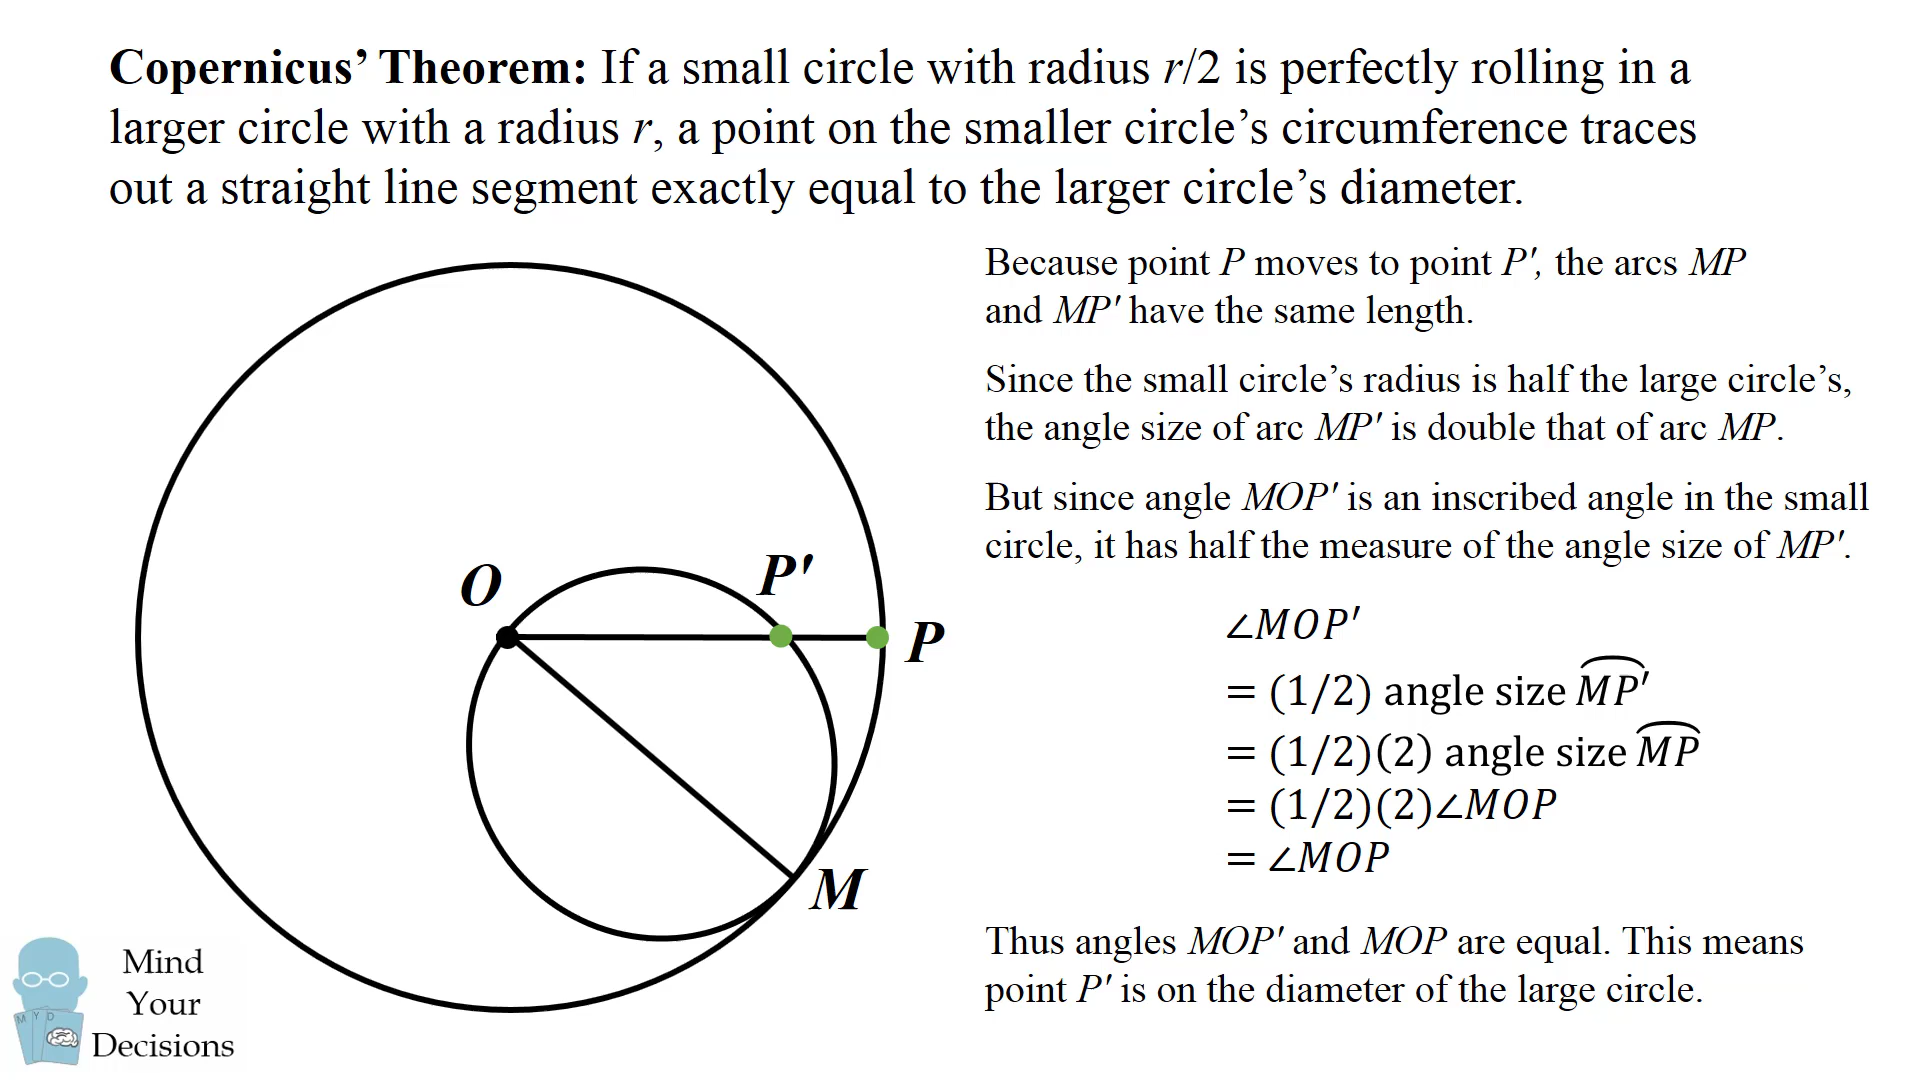 Copernicus’ Theorem: If a small circle with radius r/2 is perfectly rolling in a
larger circle with a radius r, a point on the smaller circle’s circumference traces
out a straight line segment exactly equal to the larger circle’s diameter.
Because point P moves to point P′, the arcs MP
and MP′ have the same length.
Since the small circle’s radius is half the large circle’s,
the angle size of arc MP′ is double that of arc MP.
But since angle MOP′ is an inscribed angle in the small
circle, it has half the measure of the angle size of MP′.
O
P′
P
M
∠MOP′
= (1/2) angle size M͡P′
= (1/2)(2) angle size M͡P
= (1/2)(2)∠MOP
= ∠MOP
Thus angles MOP′ and MOP are equal. This means
point P′ is on the diameter of the large circle.
M Y D
Mind
Your
Decisions